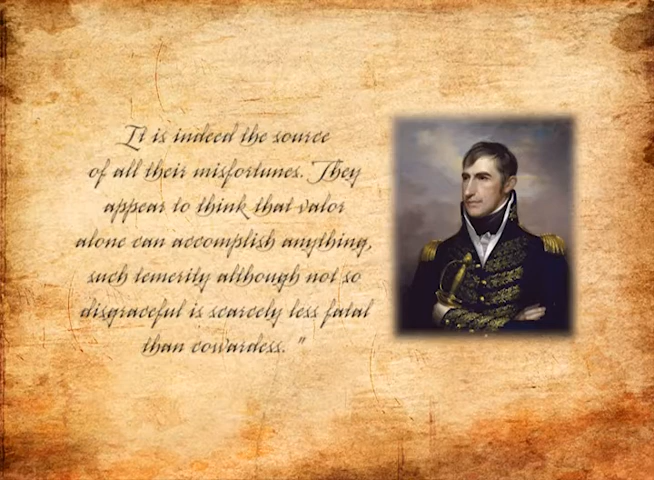 It is indeed the source
of all their misfortunes. They
appear to think that valor
alone can accomplish anything,
such temerity although not so
disgraceful is scarcely less fatal
than cowardess. "